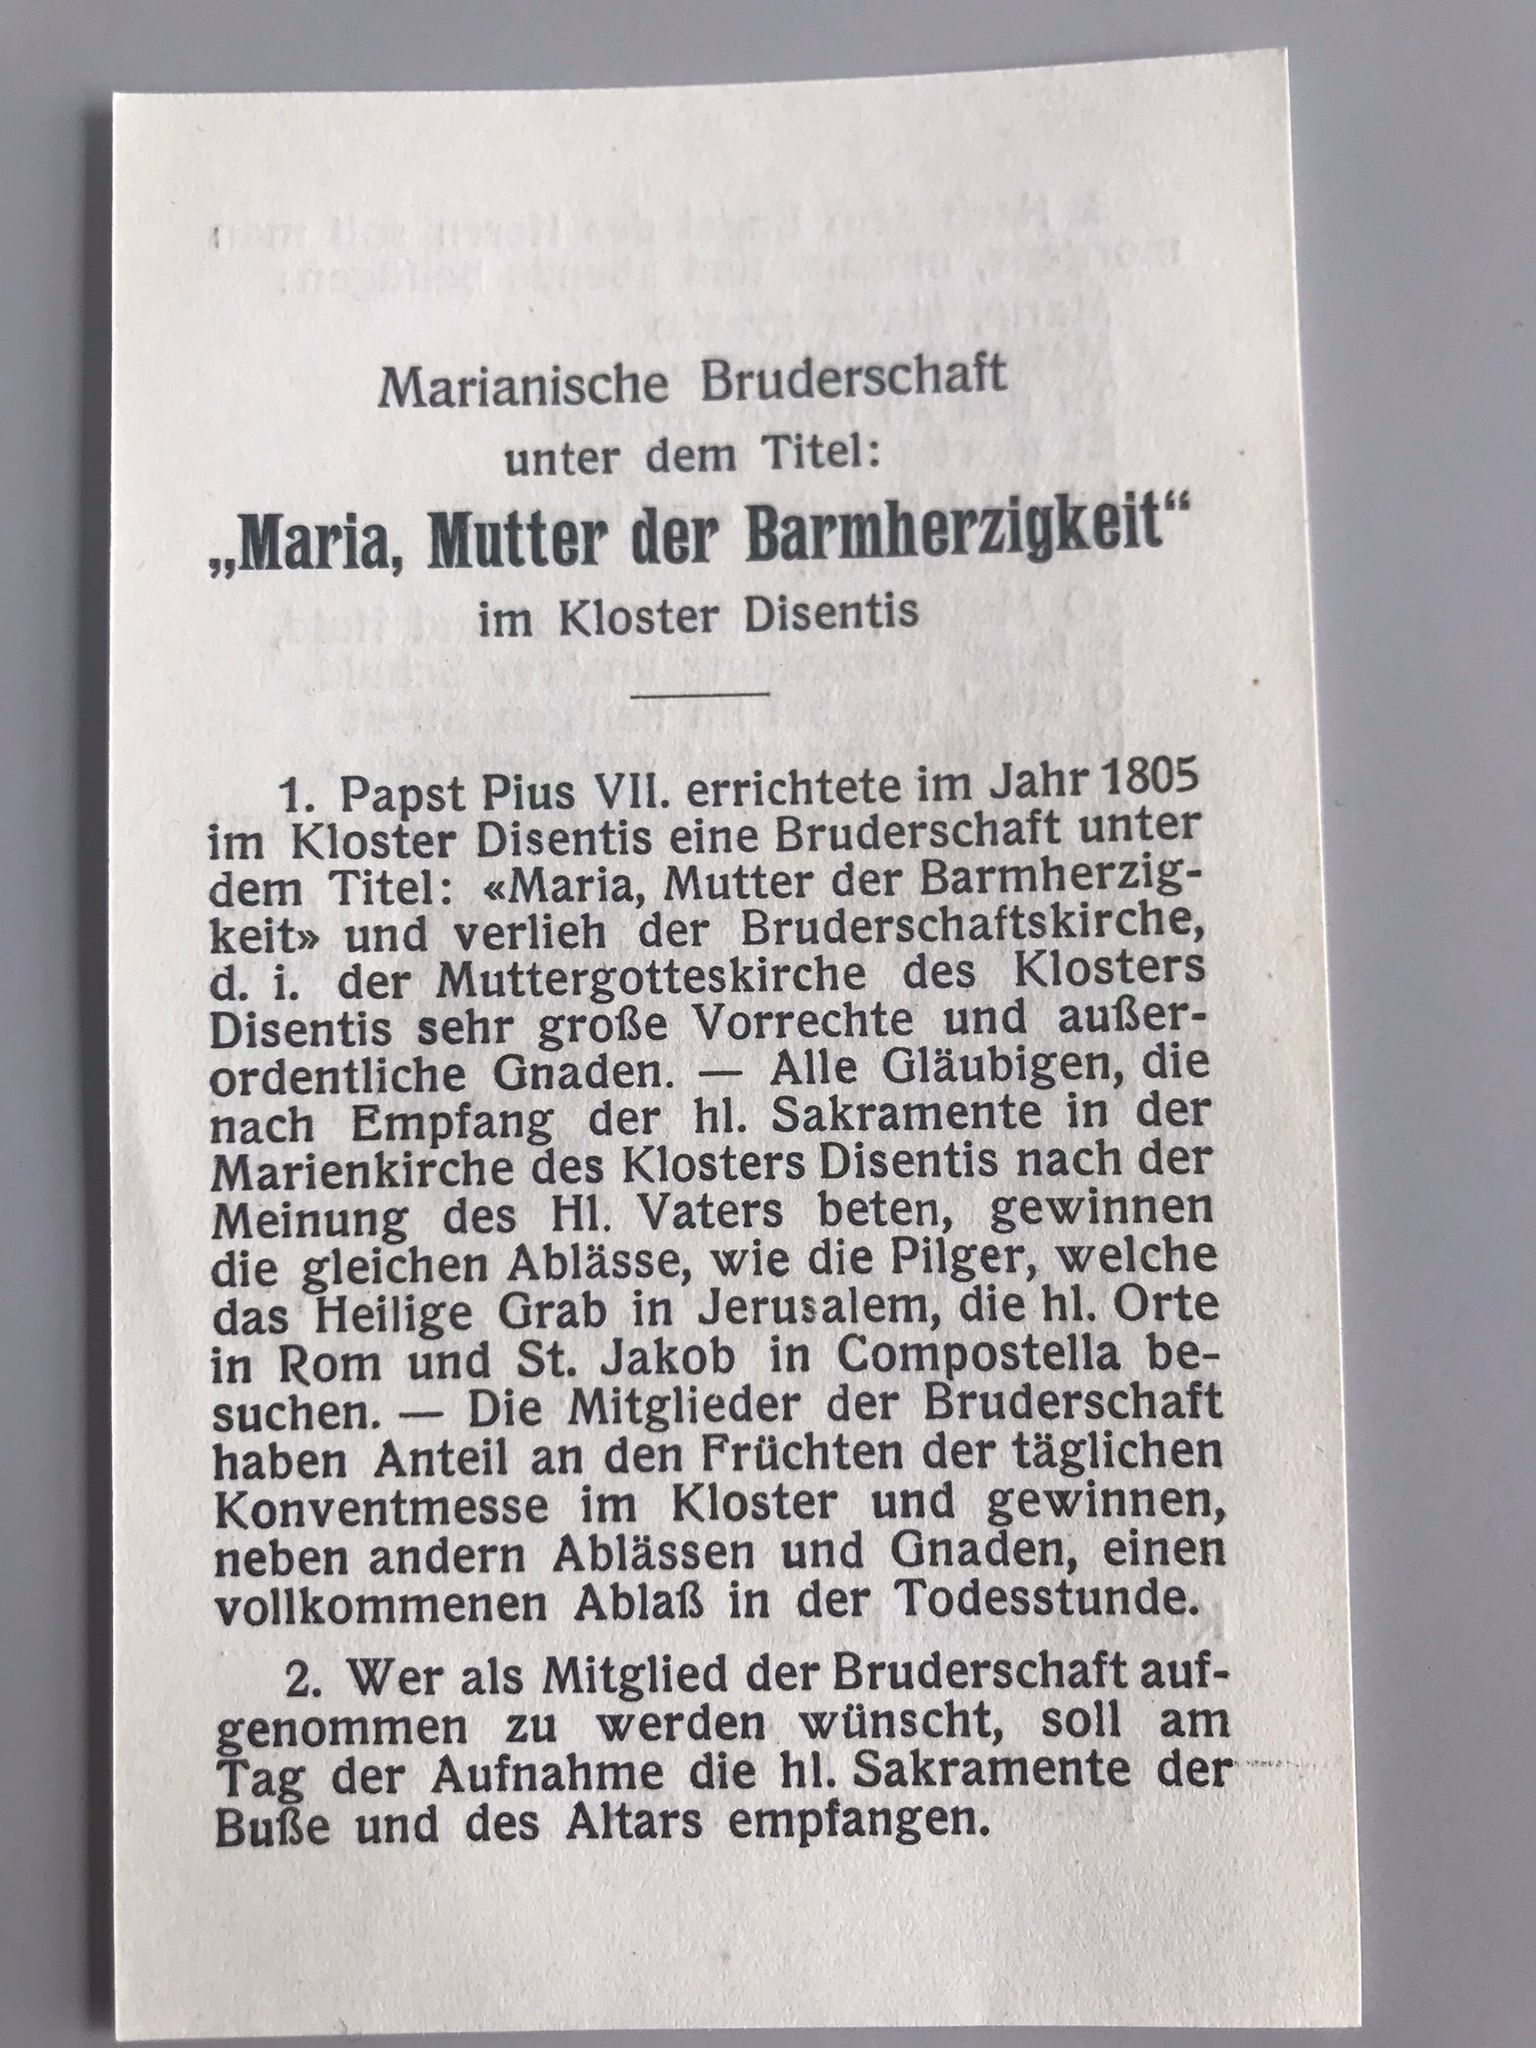 Marianische Bruderschaft
unter dem Titel:
„Maria, Mutter der Barmherzigkeit“
im Kloster Disentis
1. Papst Pius VII. errichtete im Jahr 1805
im Kloster Disentis eine Bruderschaft unter
dem Titel: «Maria, Mutter der Barmherzig-
keit» und verlieh der Bruderschaftskirche,
d. i. der Muttergotteskirche des Klosters
Disentis sehr große Vorrechte und außer-
ordentliche Gnaden. — Alle Gläubigen, die
nach Empfang der hl. Sakramente in der
Marienkirche des Klosters Disentis nach der
Meinung des Hl. Vaters beten, gewinnen
die gleichen Ablässe, wie die Pilger, welche
das Heilige Grab in Jerusalem, die hl. Orte
in Rom und St. Jakob in Compostella be-
suchen. — Die Mitglieder der Bruderschaft
haben Anteil an den Früchten der täglichen
Konventmesse im Kloster und gewinnen,
neben andern Ablässen und Gnaden, einen
vollkommenen Ablaß in der Todesstunde.
2. Wer als Mitglied der Bruderschaft auf-
genommen zu werden wünscht, soll am
Tag der Aufnahme die hl. Sakramente der
Buße und des Altars empfangen.